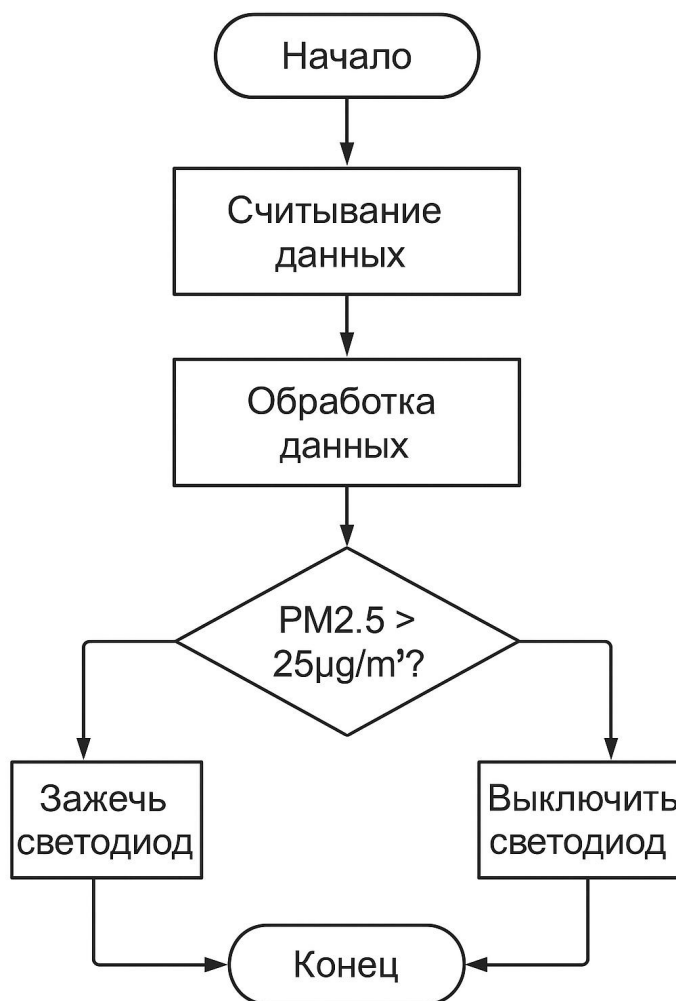 Начало
Считывание
данных
Обработка
данных
PM2.5 >
25µg/m’?
Зажечь
светодиод
Выключить
светодиод
Конец